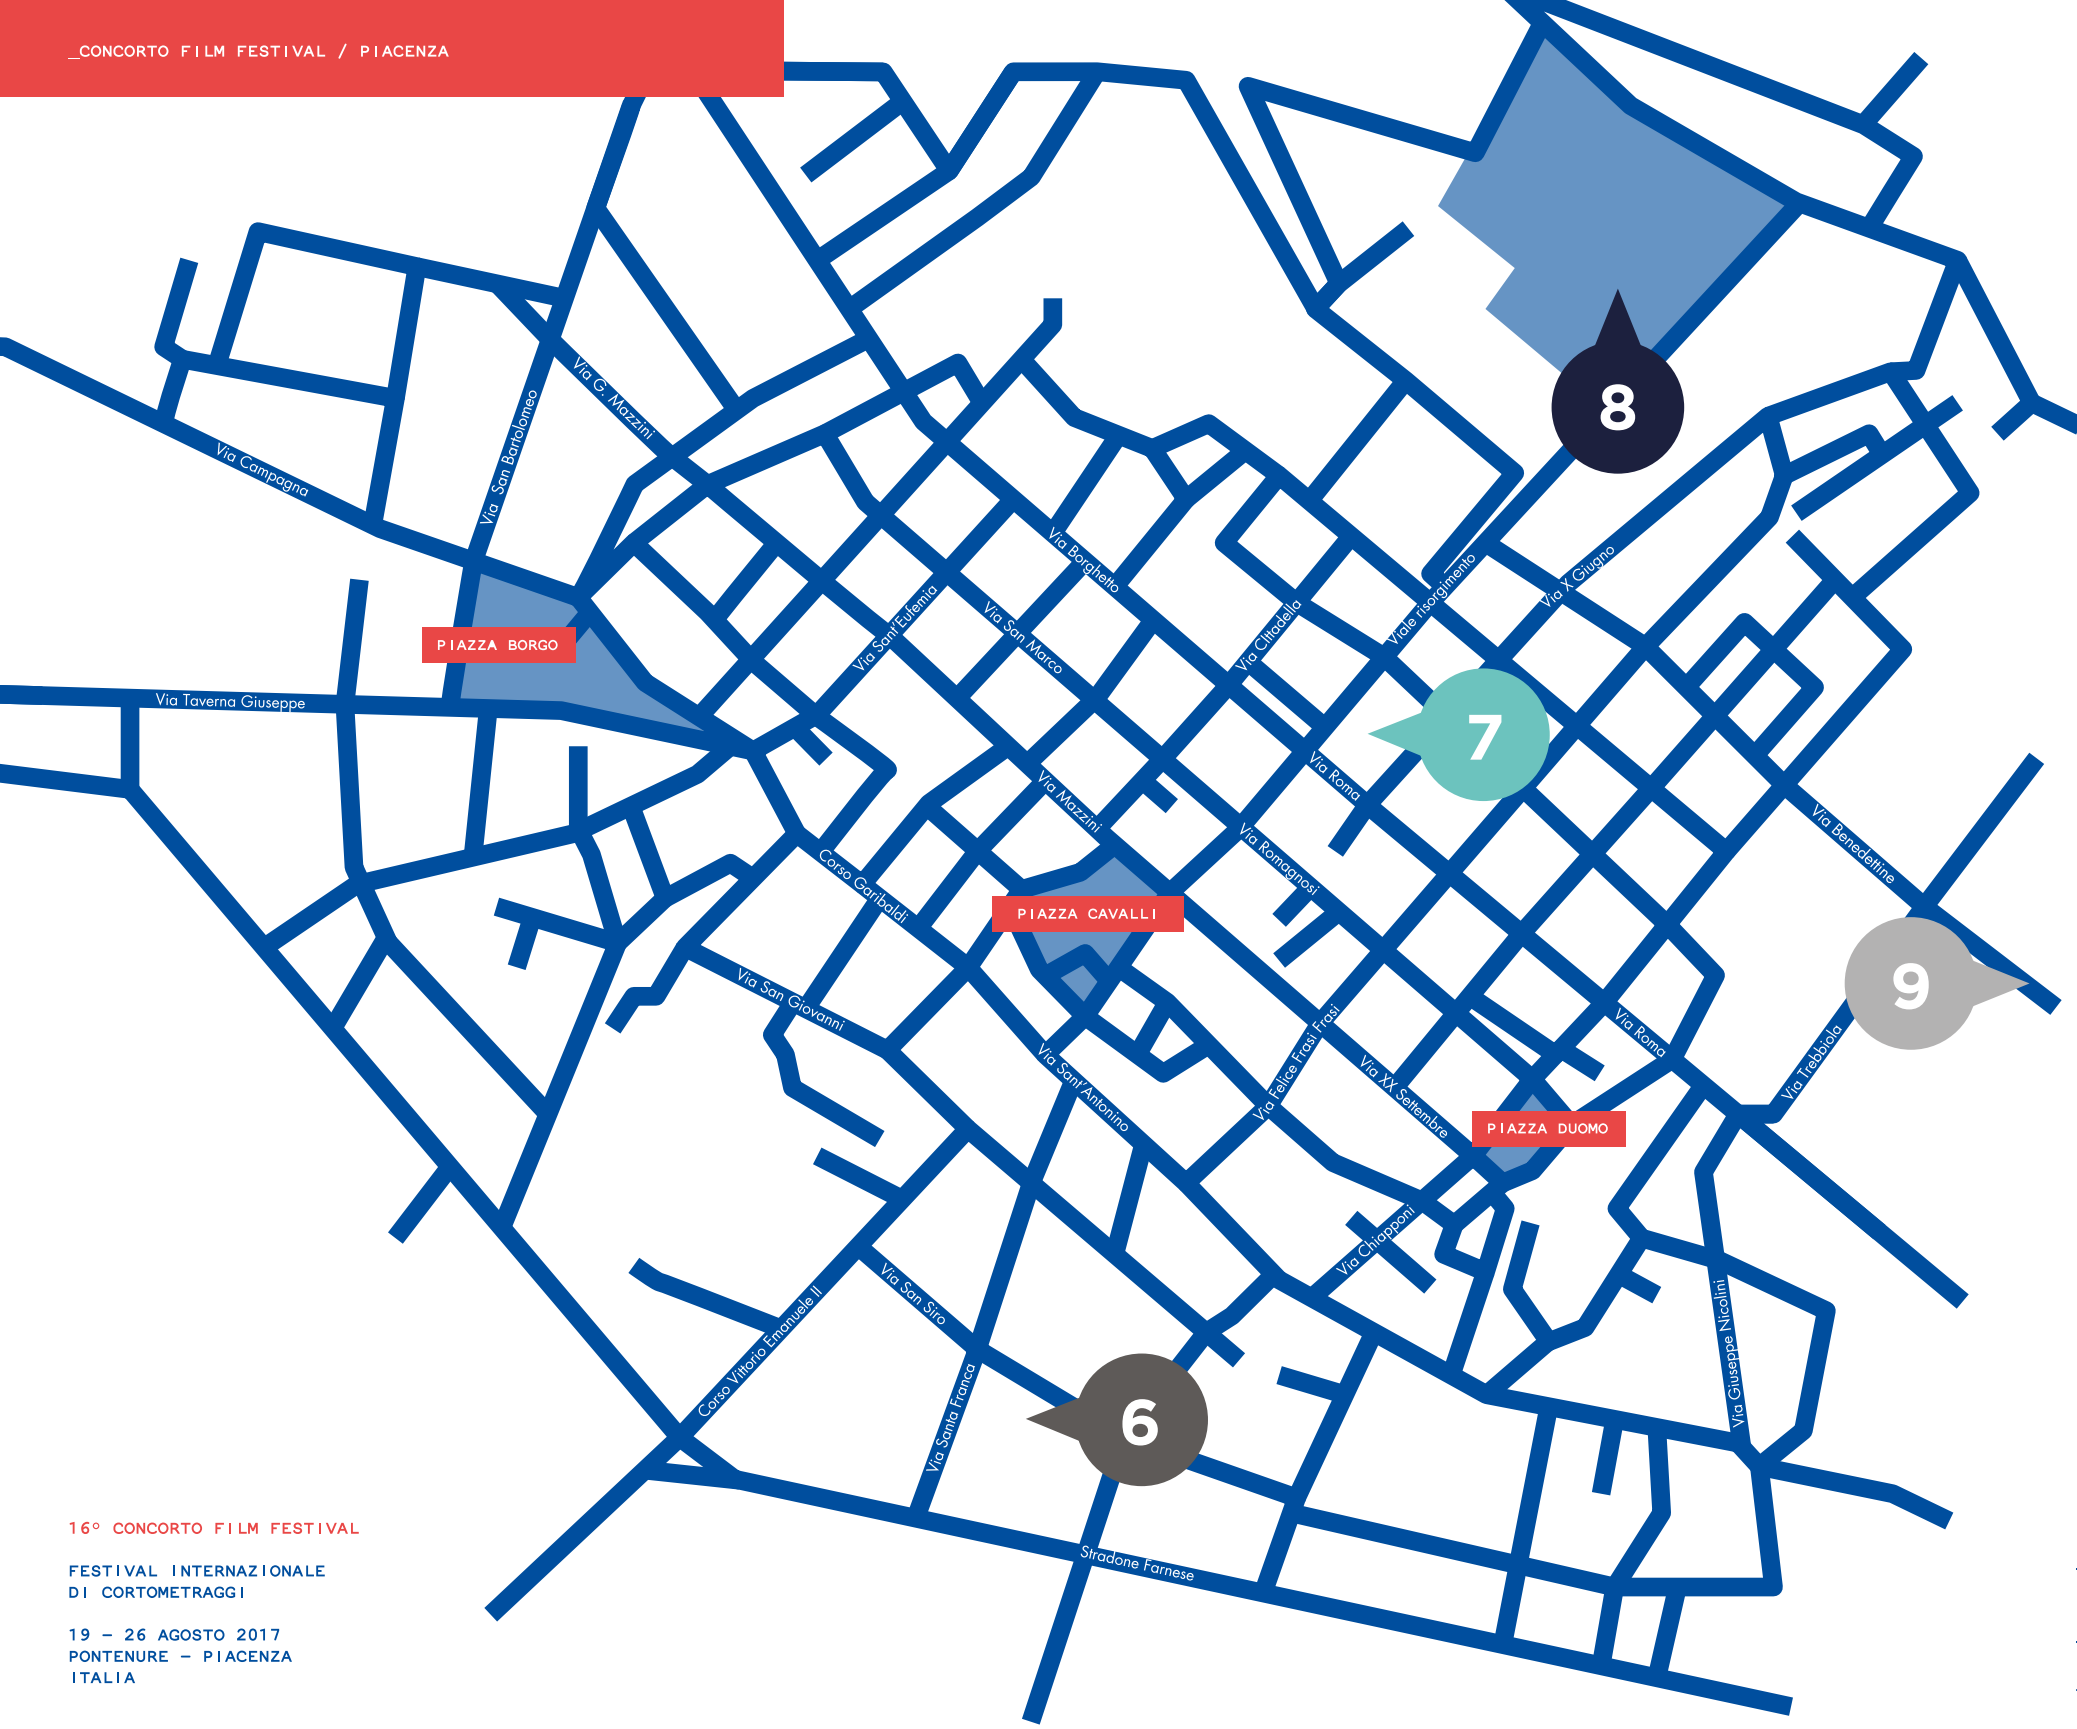 _CONCORTO FILM FESTIVAL / PIACENZA
8
Via G. Mazzini
Via San Bartolomeo
Via Campagna
Via Borghetto
Via X Giugno
Viale risorgimento
Via Sant'Eufemia
Via San Marco
Via CIttadella
PIAZZA BORGO
Via Taverna Giuseppe
7
Via Roma
Via Mazzini
Via Benedettine
Via Romagnosi
Corso Garibaldi
PIAZZA CAVALLI
9
Via San Giovanni
Via Roma
Via Felice Frasi Frasi
Via Trebbiola
Via Sant'Antonino
Via XX Settembre
PIAZZA DUOMO
Via Chiapponi
Via San Siro
Corso Vittorio Emanuele II
Via Giuseppe Nicolini
Via Santa Franca
6
Stradone Farnese
16° CONCORTO FILM FESTIVAL
FESTIVAL INTERNAZIONALE
DI CORTOMETRAGGI
19 – 26 AGOSTO 2017
PONTENURE – PIACENZA
ITALIA